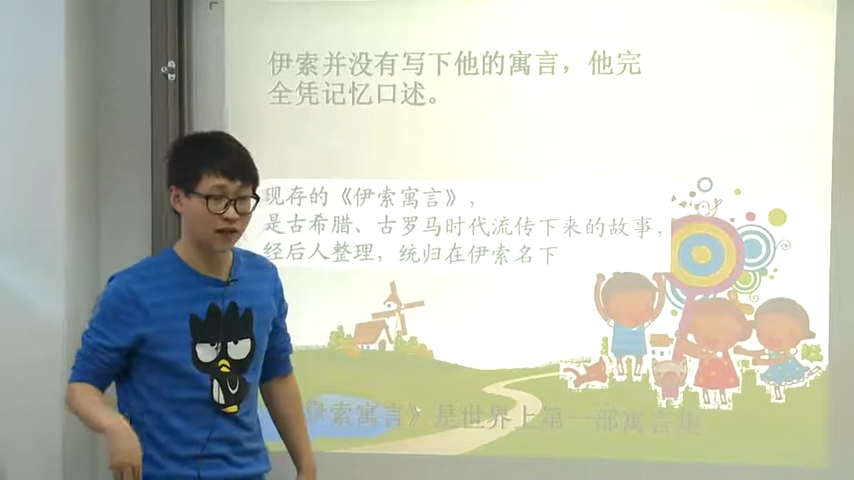 伊索并没有写下他的寓言，他完
全凭记忆口述。
现存的《伊索寓言》，
是古希腊、古罗马时代流传下来的故事，
经后人整理，统归在伊索名下
伊索寓言》是世界上第一部寓言集